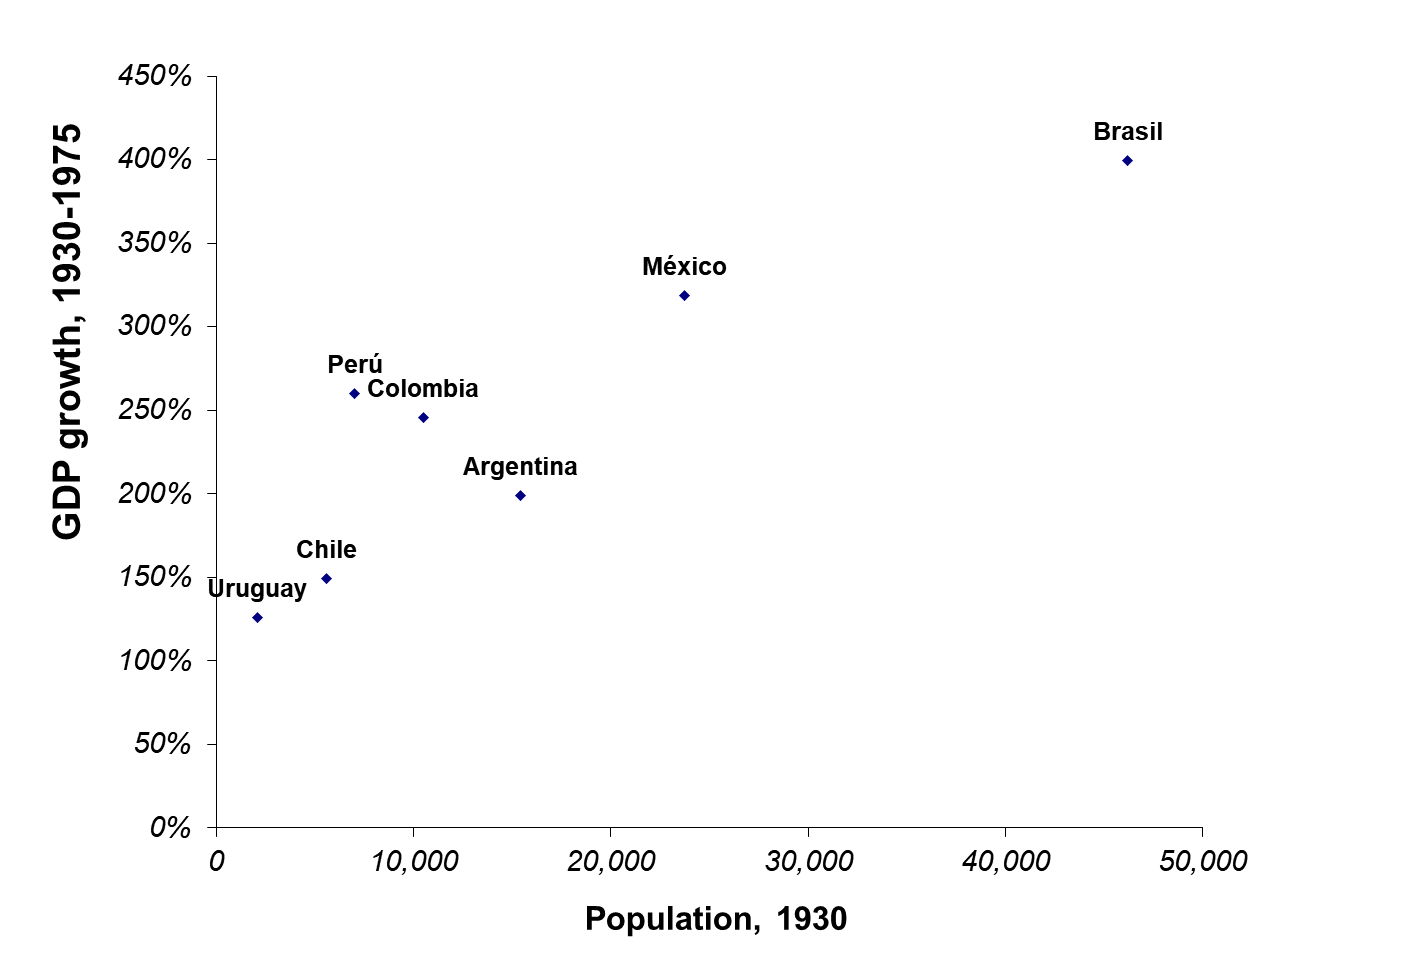 GDP growth, 1930-1975
450%
400%
350%
300%
250%
200%
150%
100%
50%
0%
Brasil
México
Perú
Colombia
Argentina
Chile
Uruguay
0 10,000 20,000 30,000 40,000 50,000
Population, 1930